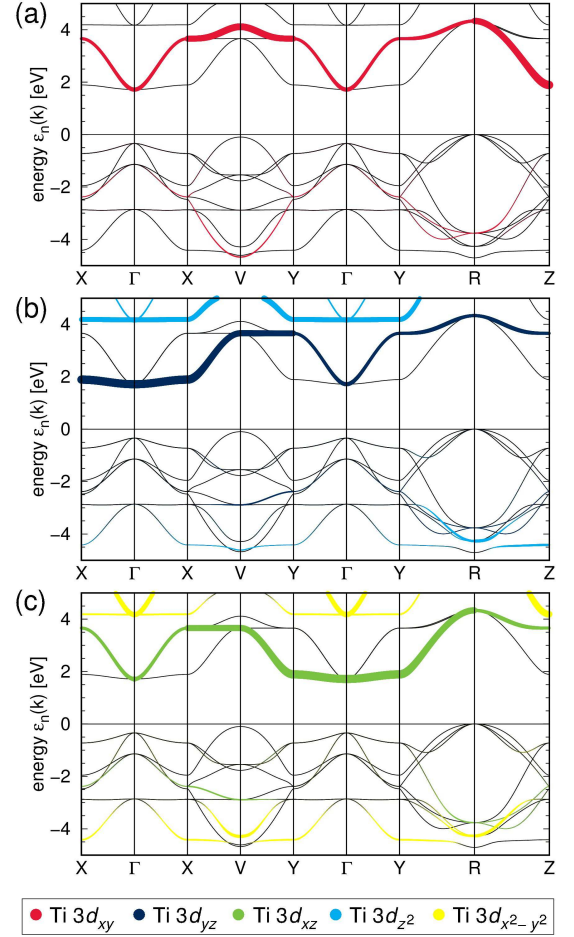 (a)
energy εn(k) [eV]
4
2
0
−2
−4
X Γ X V Y Γ Y R Z
(b)
energy εn(k) [eV]
4
2
0
−2
−4
X Γ X V Y Γ Y R Z
(c)
energy εn(k) [eV]
4
2
0
−2
−4
X Γ X V Y Γ Y R Z
Ti 3dxy Ti 3dyz Ti 3dxz Ti 3dz² Ti 3dx²−y²